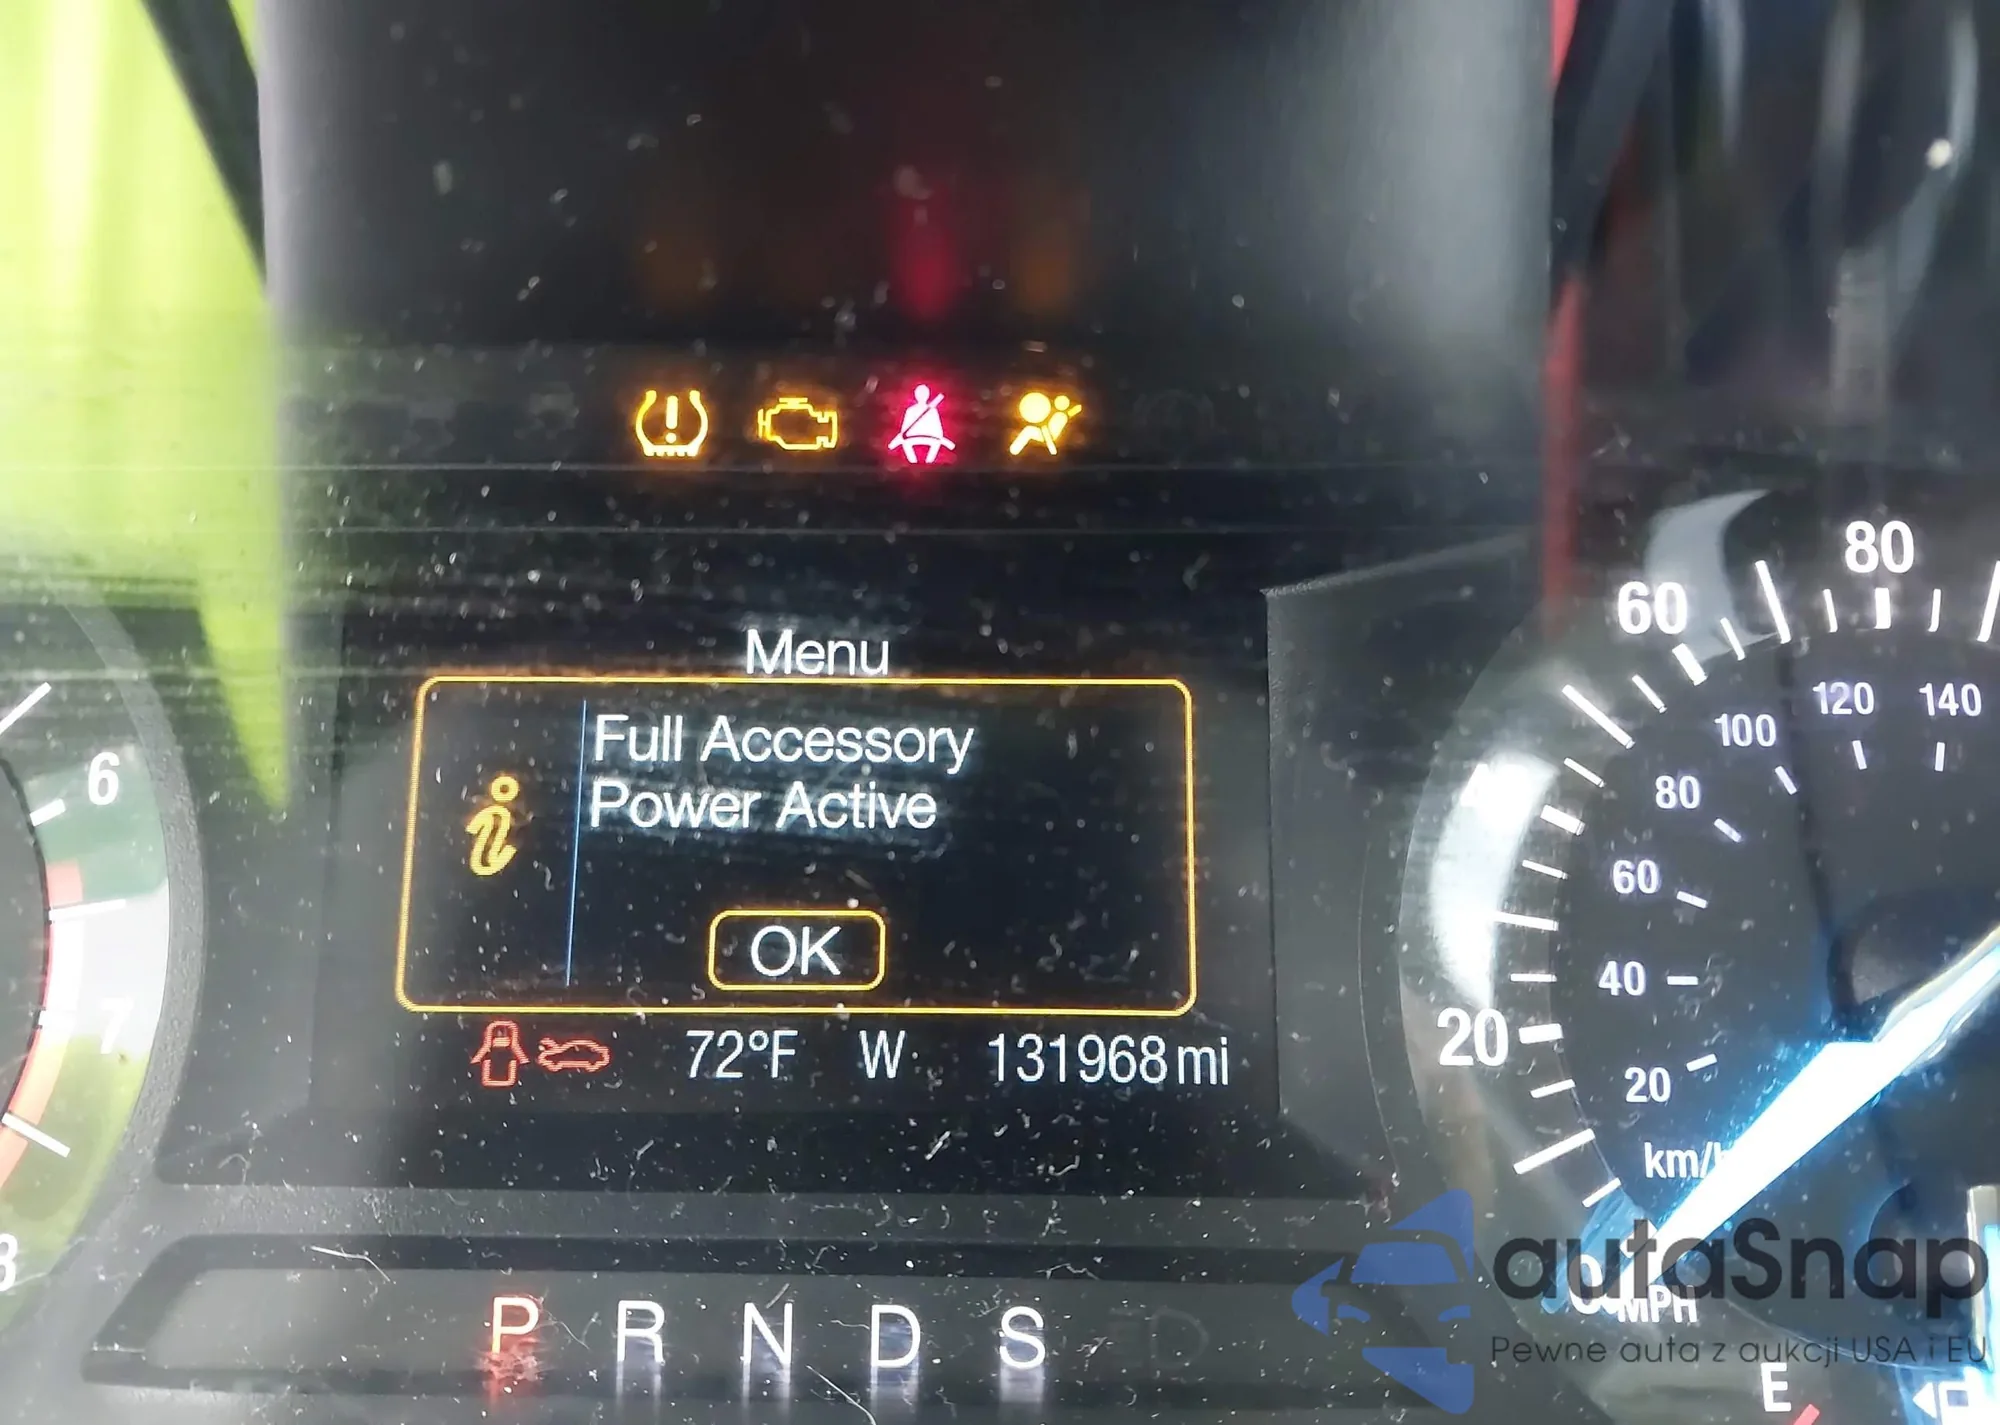 Menu
Full Accessory
Power Active
OK
72°F W 131968 mi
P R N D S
6
7
20
60
80
20
40
60
80
100
120
140
MPH
E
autaSnap
Pewne auta z aukcji USA i EU